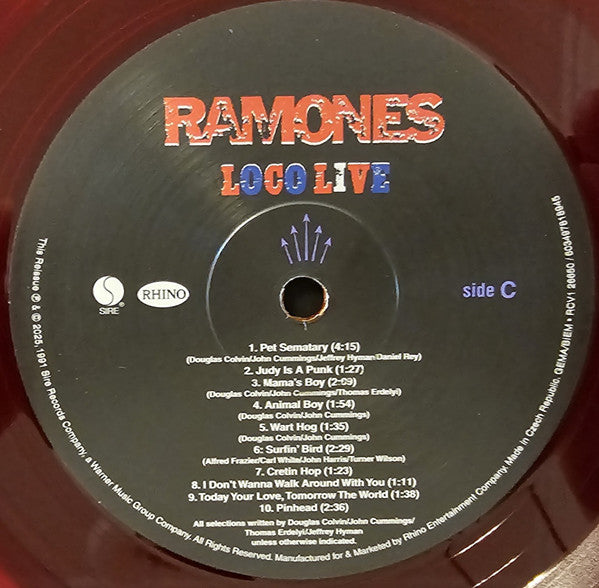 RAMONES
LOCO LIVE
SIRE®
RHINO
side C
1. Pet Sematary (4:15)
(Douglas Colvin/John Cummings/Jeffrey Hyman/Daniel Rey)
2. Judy Is A Punk (1:27)
3. Mama's Boy (2:09)
(Douglas Colvin/John Cummings/Thomas Erdelyi)
4. Animal Boy (1:54)
(Douglas Colvin/John Cummings)
5. Wart Hog (1:35)
(Douglas Colvin/John Cummings)
6: Surfin' Bird (2:29)
(Alfred Frazier/Carl White/John Harris/Turner Wilson)
7. Cretin Hop (1:23)
8. I Don't Wanna Walk Around With You (1:11)
9. Today Your Love, Tomorrow The World (1:38)
10. Pinhead (2:36)
All selections written by Douglas Colvin/John Cummings/
Thomas Erdelyi/Jeffrey Hyman
unless otherwise indicated.
This Reissue ℗ & © 2025, 1991 Sire Records Company, a Warner Music Group Company. All Rights Reserved. Manufactured for & Marketed by Rhino Entertainment Company. Made in Czech Republic. GEMA/BIEM • RCV1 26650 / 603497818945